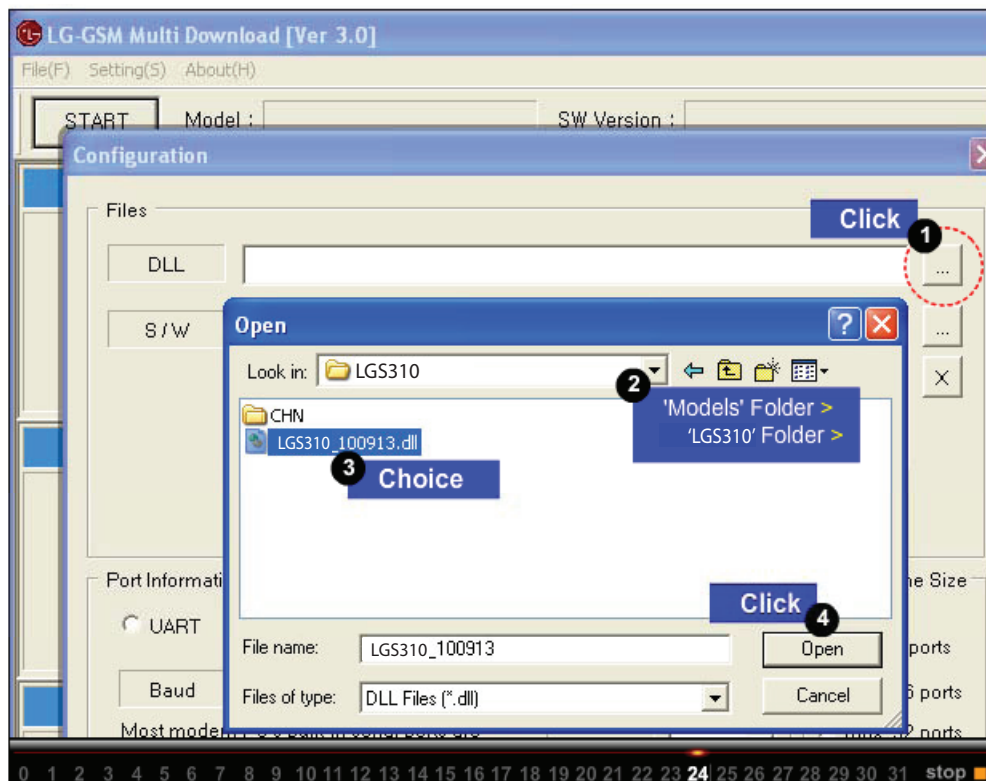 LG-GSM Multi Download [Ver 3.0]
File(F) Setting(S) About(H)
START Model : SW Version :
Configuration
Files
Click
1
DLL ...
S / W ...
X
Open
Look in: LGS310
2
'Models' Folder >
'LGS310' Folder >
CHN
LGS310_100913.dll
3
Choice
Click
4
Port Informati
UART
File name: LGS310_100913 Open
ports
Baud
Files of type: DLL Files (*.dll) Cancel
ports
0 1 2 3 4 5 6 7 8 9 10 11 12 13 14 15 16 17 18 19 20 21 22 23 24 25 26 27 28 29 30 31 stop